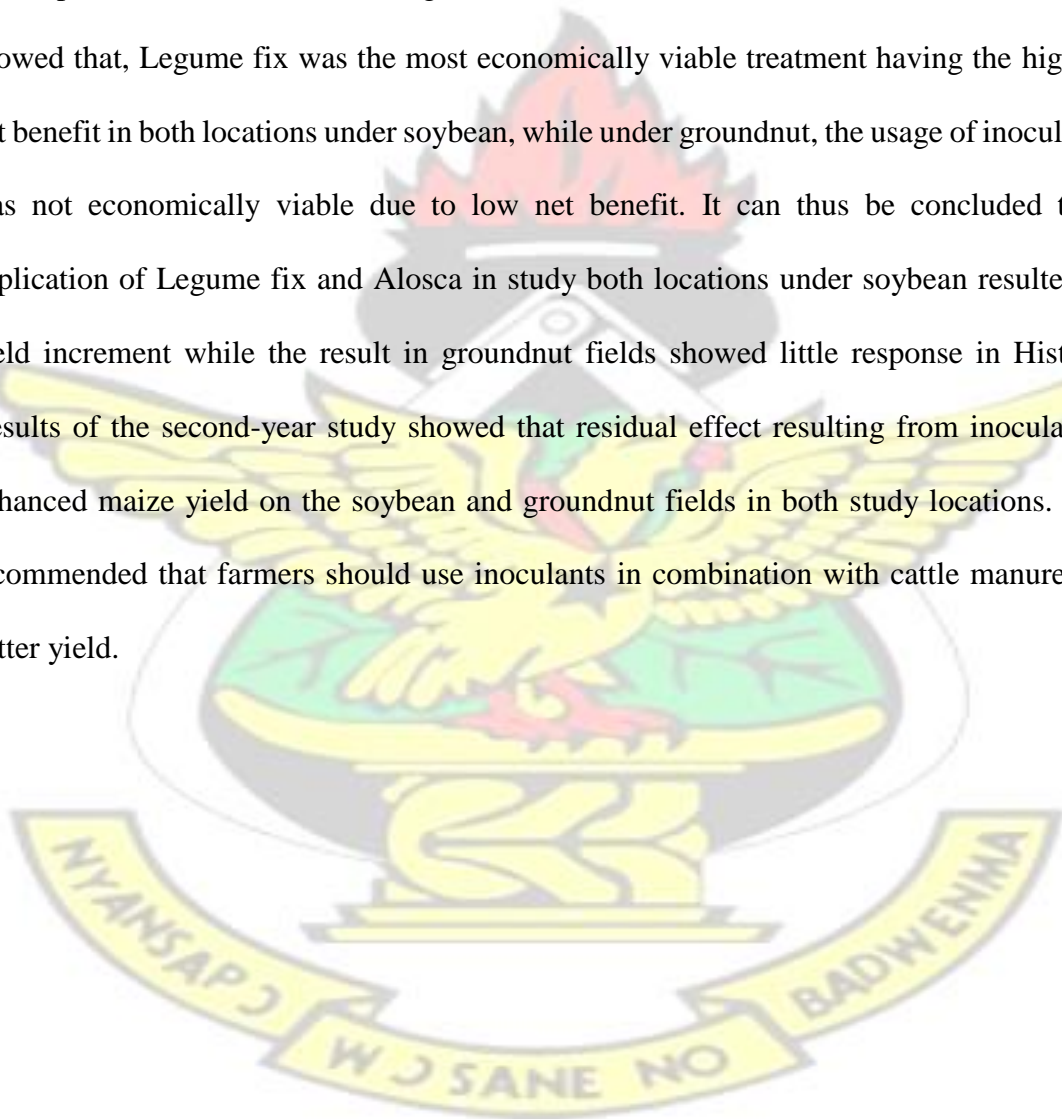 owed that, Legume fix was the most economically viable treatment having the hig
t benefit in both locations under soybean, while under groundnut, the usage of inocul
as not economically viable due to low net benefit. It can thus be concluded t
plication of Legume fix and Alosca in study both locations under soybean resulte
eld increment while the result in groundnut fields showed little response in Hist
esults of the second-year study showed that residual effect resulting from inocula
hanced maize yield on the soybean and groundnut fields in both study locations.
commended that farmers should use inoculants in combination with cattle manure
tter yield.
NYANSAPƆ
WƆ SANE NO
BADWENMA